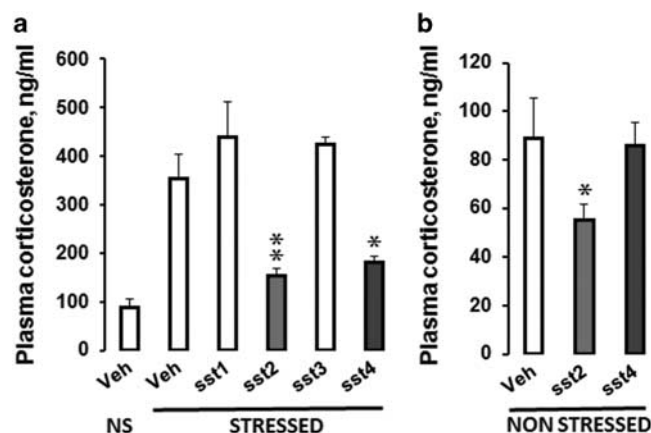 a
Plasma corticosterone, ng/ml
600
500
400
300
200
100
0
**
*
Veh
Veh
sst1
sst2
sst3
sst4
NS
STRESSED
b
Plasma corticosterone, ng/ml
120
100
80
60
40
20
0
*
Veh
sst2
sst4
NON STRESSED